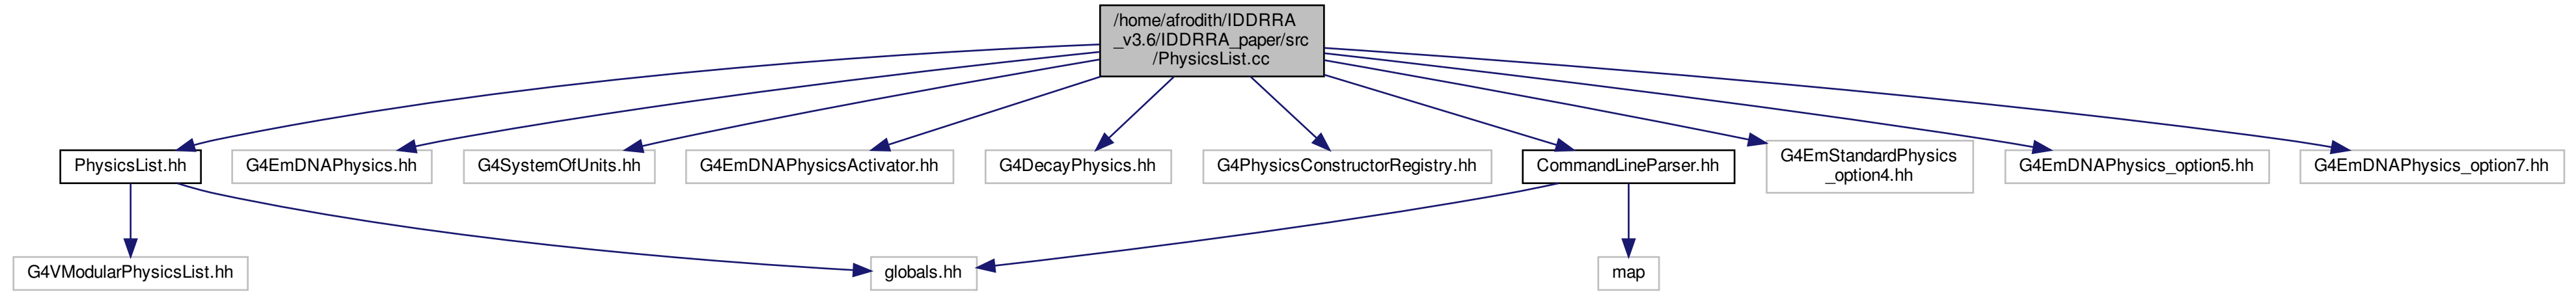 /home/afrodith/IDDRRA
_v3.6/IDDRRA_paper/src
/PhysicsList.cc
PhysicsList.hh
G4EmDNAPhysics.hh
G4SystemOfUnits.hh
G4EmDNAPhysicsActivator.hh
G4DecayPhysics.hh
G4PhysicsConstructorRegistry.hh
CommandLineParser.hh
G4EmStandardPhysics
_option4.hh
G4EmDNAPhysics_option5.hh
G4EmDNAPhysics_option7.hh
G4VModularPhysicsList.hh
globals.hh
map